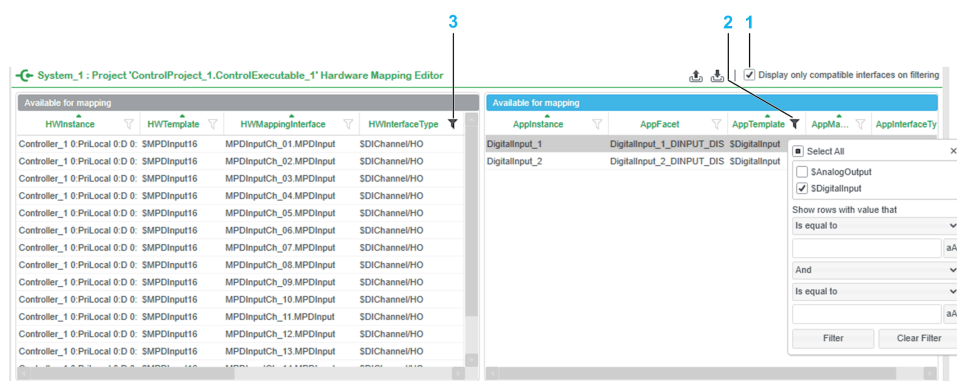 3 2 1
System_1 : Project 'ControlProject_1.ControlExecutable_1' Hardware Mapping Editor
Display only compatible interfaces on filtering
Available for mapping
HWInstance HWTemplate HWMappingInterface HWInterfaceType
Controller_1 0:PriLocal 0:D 0: $MPDInput16 MPDInputCh_01.MPDInput $DIChannel/HO
Controller_1 0:PriLocal 0:D 0: $MPDInput16 MPDInputCh_02.MPDInput $DIChannel/HO
Controller_1 0:PriLocal 0:D 0: $MPDInput16 MPDInputCh_03.MPDInput $DIChannel/HO
Controller_1 0:PriLocal 0:D 0: $MPDInput16 MPDInputCh_04.MPDInput $DIChannel/HO
Controller_1 0:PriLocal 0:D 0: $MPDInput16 MPDInputCh_05.MPDInput $DIChannel/HO
Controller_1 0:PriLocal 0:D 0: $MPDInput16 MPDInputCh_06.MPDInput $DIChannel/HO
Controller_1 0:PriLocal 0:D 0: $MPDInput16 MPDInputCh_07.MPDInput $DIChannel/HO
Controller_1 0:PriLocal 0:D 0: $MPDInput16 MPDInputCh_08.MPDInput $DIChannel/HO
Controller_1 0:PriLocal 0:D 0: $MPDInput16 MPDInputCh_09.MPDInput $DIChannel/HO
Controller_1 0:PriLocal 0:D 0: $MPDInput16 MPDInputCh_10.MPDInput $DIChannel/HO
Controller_1 0:PriLocal 0:D 0: $MPDInput16 MPDInputCh_11.MPDInput $DIChannel/HO
Controller_1 0:PriLocal 0:D 0: $MPDInput16 MPDInputCh_12.MPDInput $DIChannel/HO
Controller_1 0:PriLocal 0:D 0: $MPDInput16 MPDInputCh_13.MPDInput $DIChannel/HO
Available for mapping
AppInstance AppFacet AppTemplate AppMa... AppInterfaceTy
DigitalInput_1 DigitalInput_1_DINPUT_DIS $DigitalInput
DigitalInput_2 DigitalInput_2_DINPUT_DIS $DigitalInput
Select All
$AnalogOutput
$DigitalInput
Show rows with value that
Is equal to
aA
And
Is equal to
aA
Filter Clear Filter